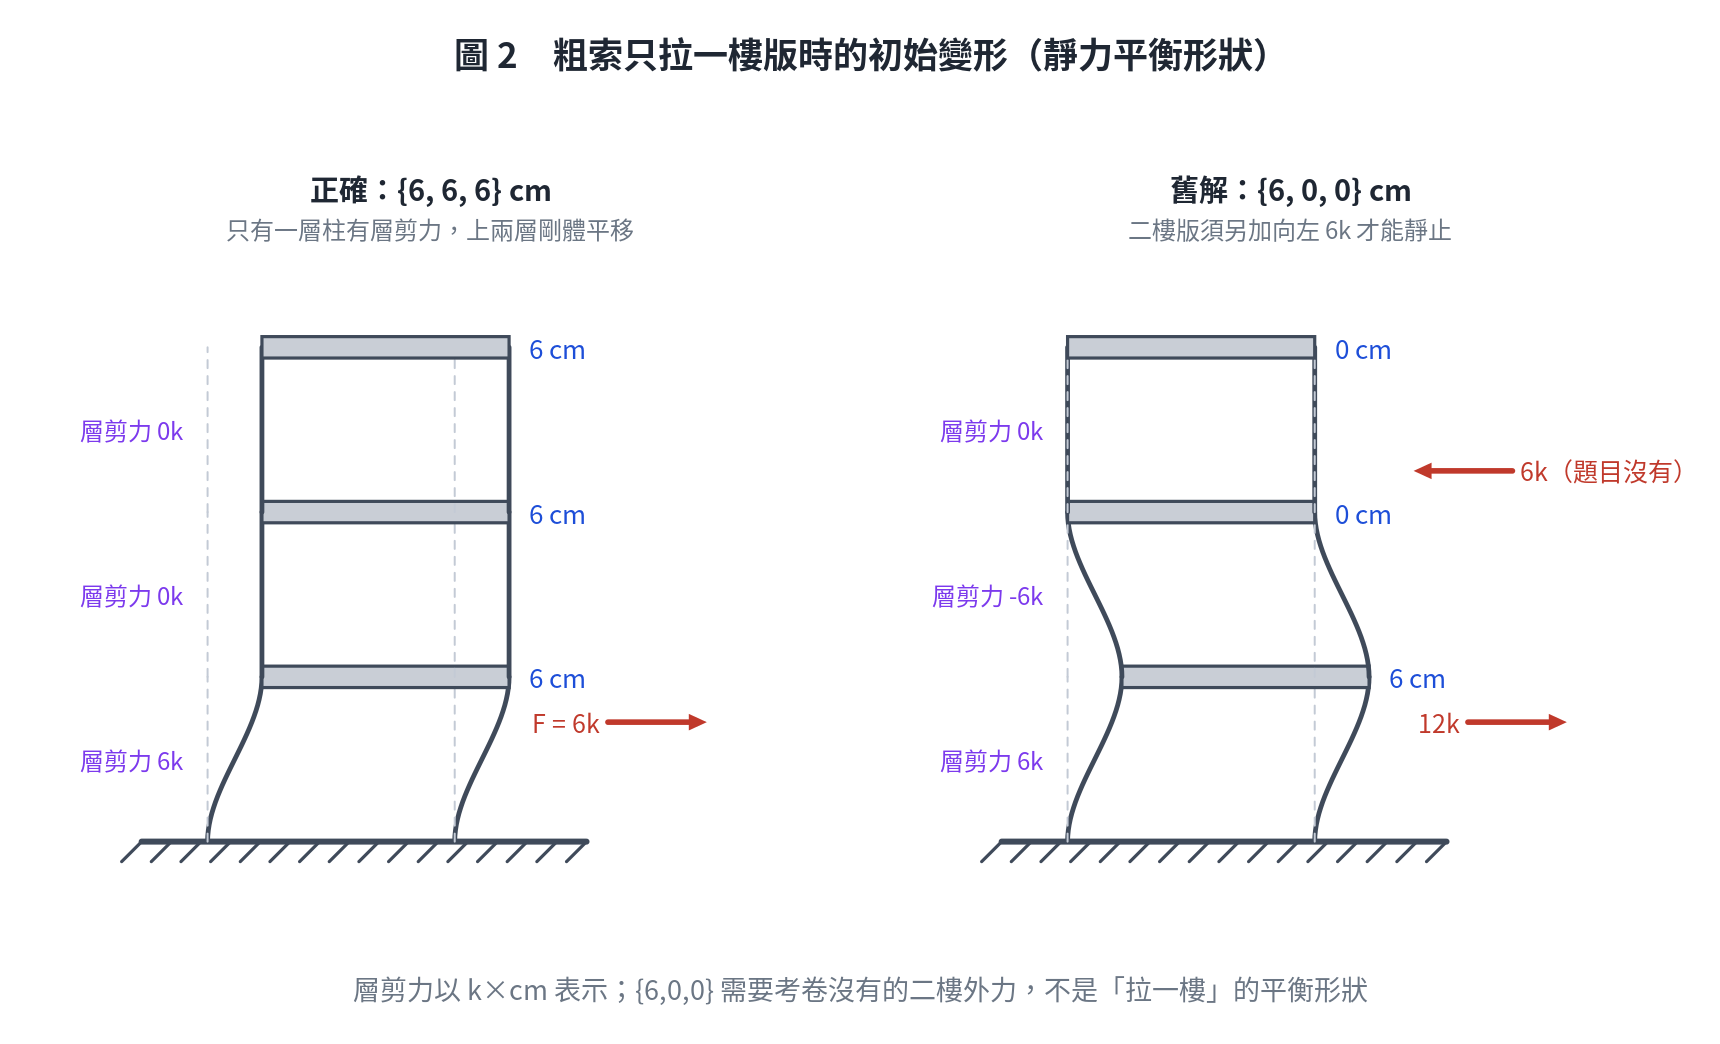 圖 2　粗索只拉一樓版時的初始變形（靜力平衡形狀）
正確：{6, 6, 6} cm
只有一層柱有層剪力，上兩層剛體平移
6 cm
層剪力 0k
6 cm
層剪力 0k
6 cm
F = 6k
層剪力 6k
舊解：{6, 0, 0} cm
二樓版須另加向左 6k 才能靜止
0 cm
層剪力 0k
6k（題目沒有）
0 cm
層剪力 -6k
6 cm
12k
層剪力 6k
層剪力以 k×cm 表示；{6,0,0} 需要考卷沒有的二樓外力，不是「拉一樓」的平衡形狀